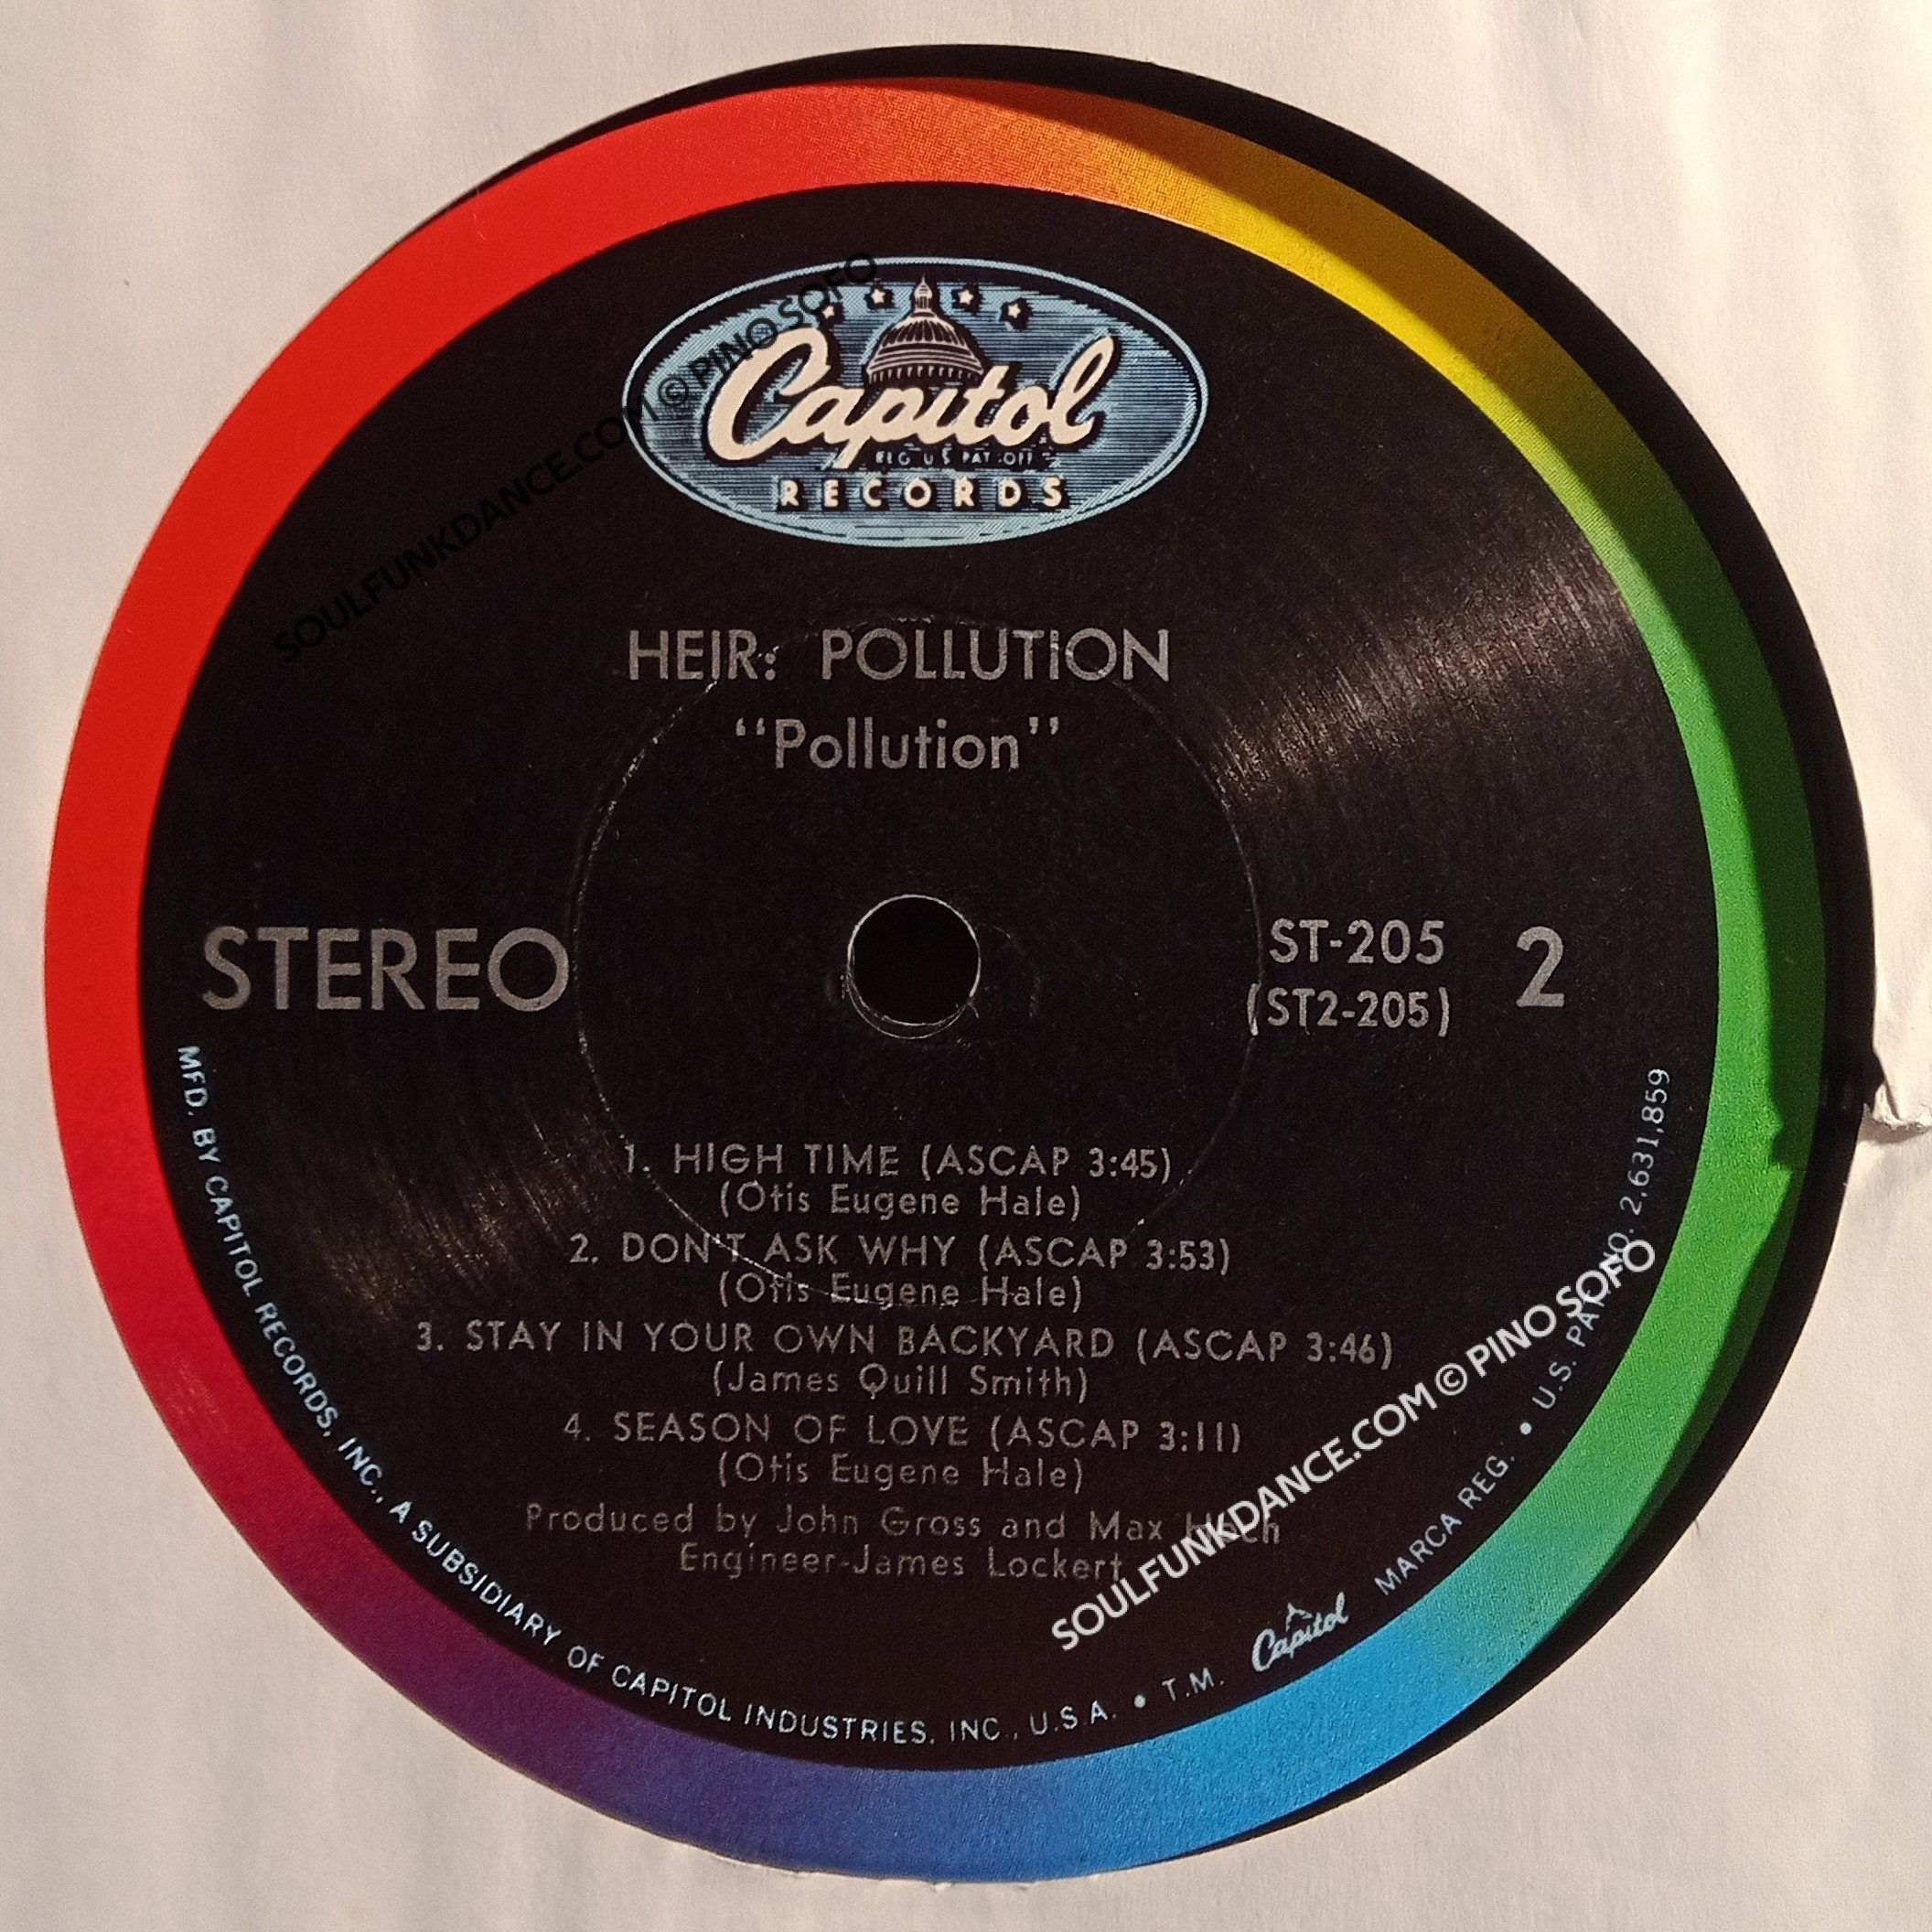 Capitol
REG. U.S. PAT. OFF.
RECORDS
SOULFUNKDANCE.COM © PINO SOFO
HEIR: POLLUTION
“Pollution”
STEREO
ST-205
(ST2-205)
2
1. HIGH TIME (ASCAP 3:45)
(Otis Eugene Hale)
2. DON'T ASK WHY (ASCAP 3:53)
(Otis Eugene Hale)
3. STAY IN YOUR OWN BACKYARD (ASCAP 3:46)
(James Quill Smith)
4. SEASON OF LOVE (ASCAP 3:11)
(Otis Eugene Hale)
Produced by John Gross and Max
Engineer-James Lockert
MFD. BY CAPITOL RECORDS, INC., A SUBSIDIARY OF CAPITOL INDUSTRIES, INC., U.S.A. • T.M. Capitol MARCA REG. • U.S. PAT. NO. 2,631,859
SOULFUNKDANCE.COM © PINO SOFO